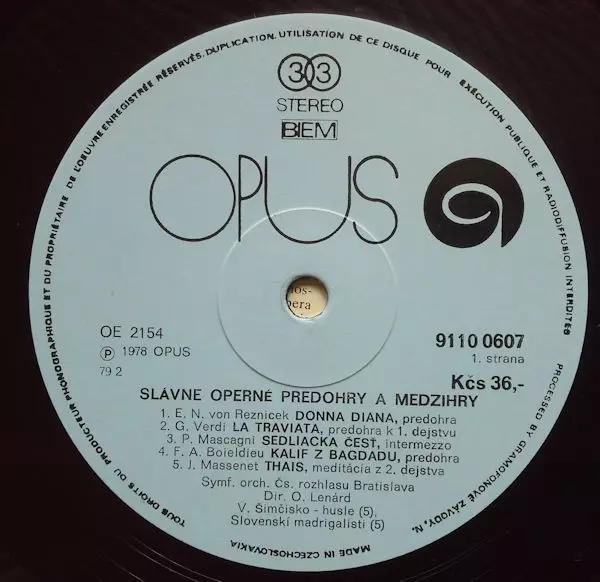 TOUS DROITS DU PRODUCTEUR PHONOGRAPHIQUE ET DU PROPRIÉTAIRE DE L'OEUVRE ENREGISTRÉE RÉSERVÉS. DUPLICATION, UTILISATION DE CE DISQUE POUR EXÉCUTION PUBLIQUE ET RADIODIFFUSION INTERDITES
33
STEREO
BIEM
OPUS
OE 2154
Ⓟ 1978 OPUS
79 2
9110 0607
1. strana
Kčs 36,-
SLÁVNE OPERNÉ PREDOHRY A MEDZIHRY
1. E. N. von Reznicek DONNA DIANA, predohra
2. G. Verdi LA TRAVIATA, predohra k 1. dejstvu
3. P. Mascagni SEDLIACKA ČESŤ, intermezzo
4. F. A. Boieldieu KALIF Z BAGDADU, predohra
5. J. Massenet THAIS, meditácia z 2. dejstva
Symf. orch. Čs. rozhlasu Bratislava
Dir. O. Lenárd
V. Šimčisko - husle (5),
Slovenskí madrigalisti (5)
MADE IN CZECHOSLOVAKIA
PROCESSED BY GRAMOFONOVÉ ZÁVODY, N.